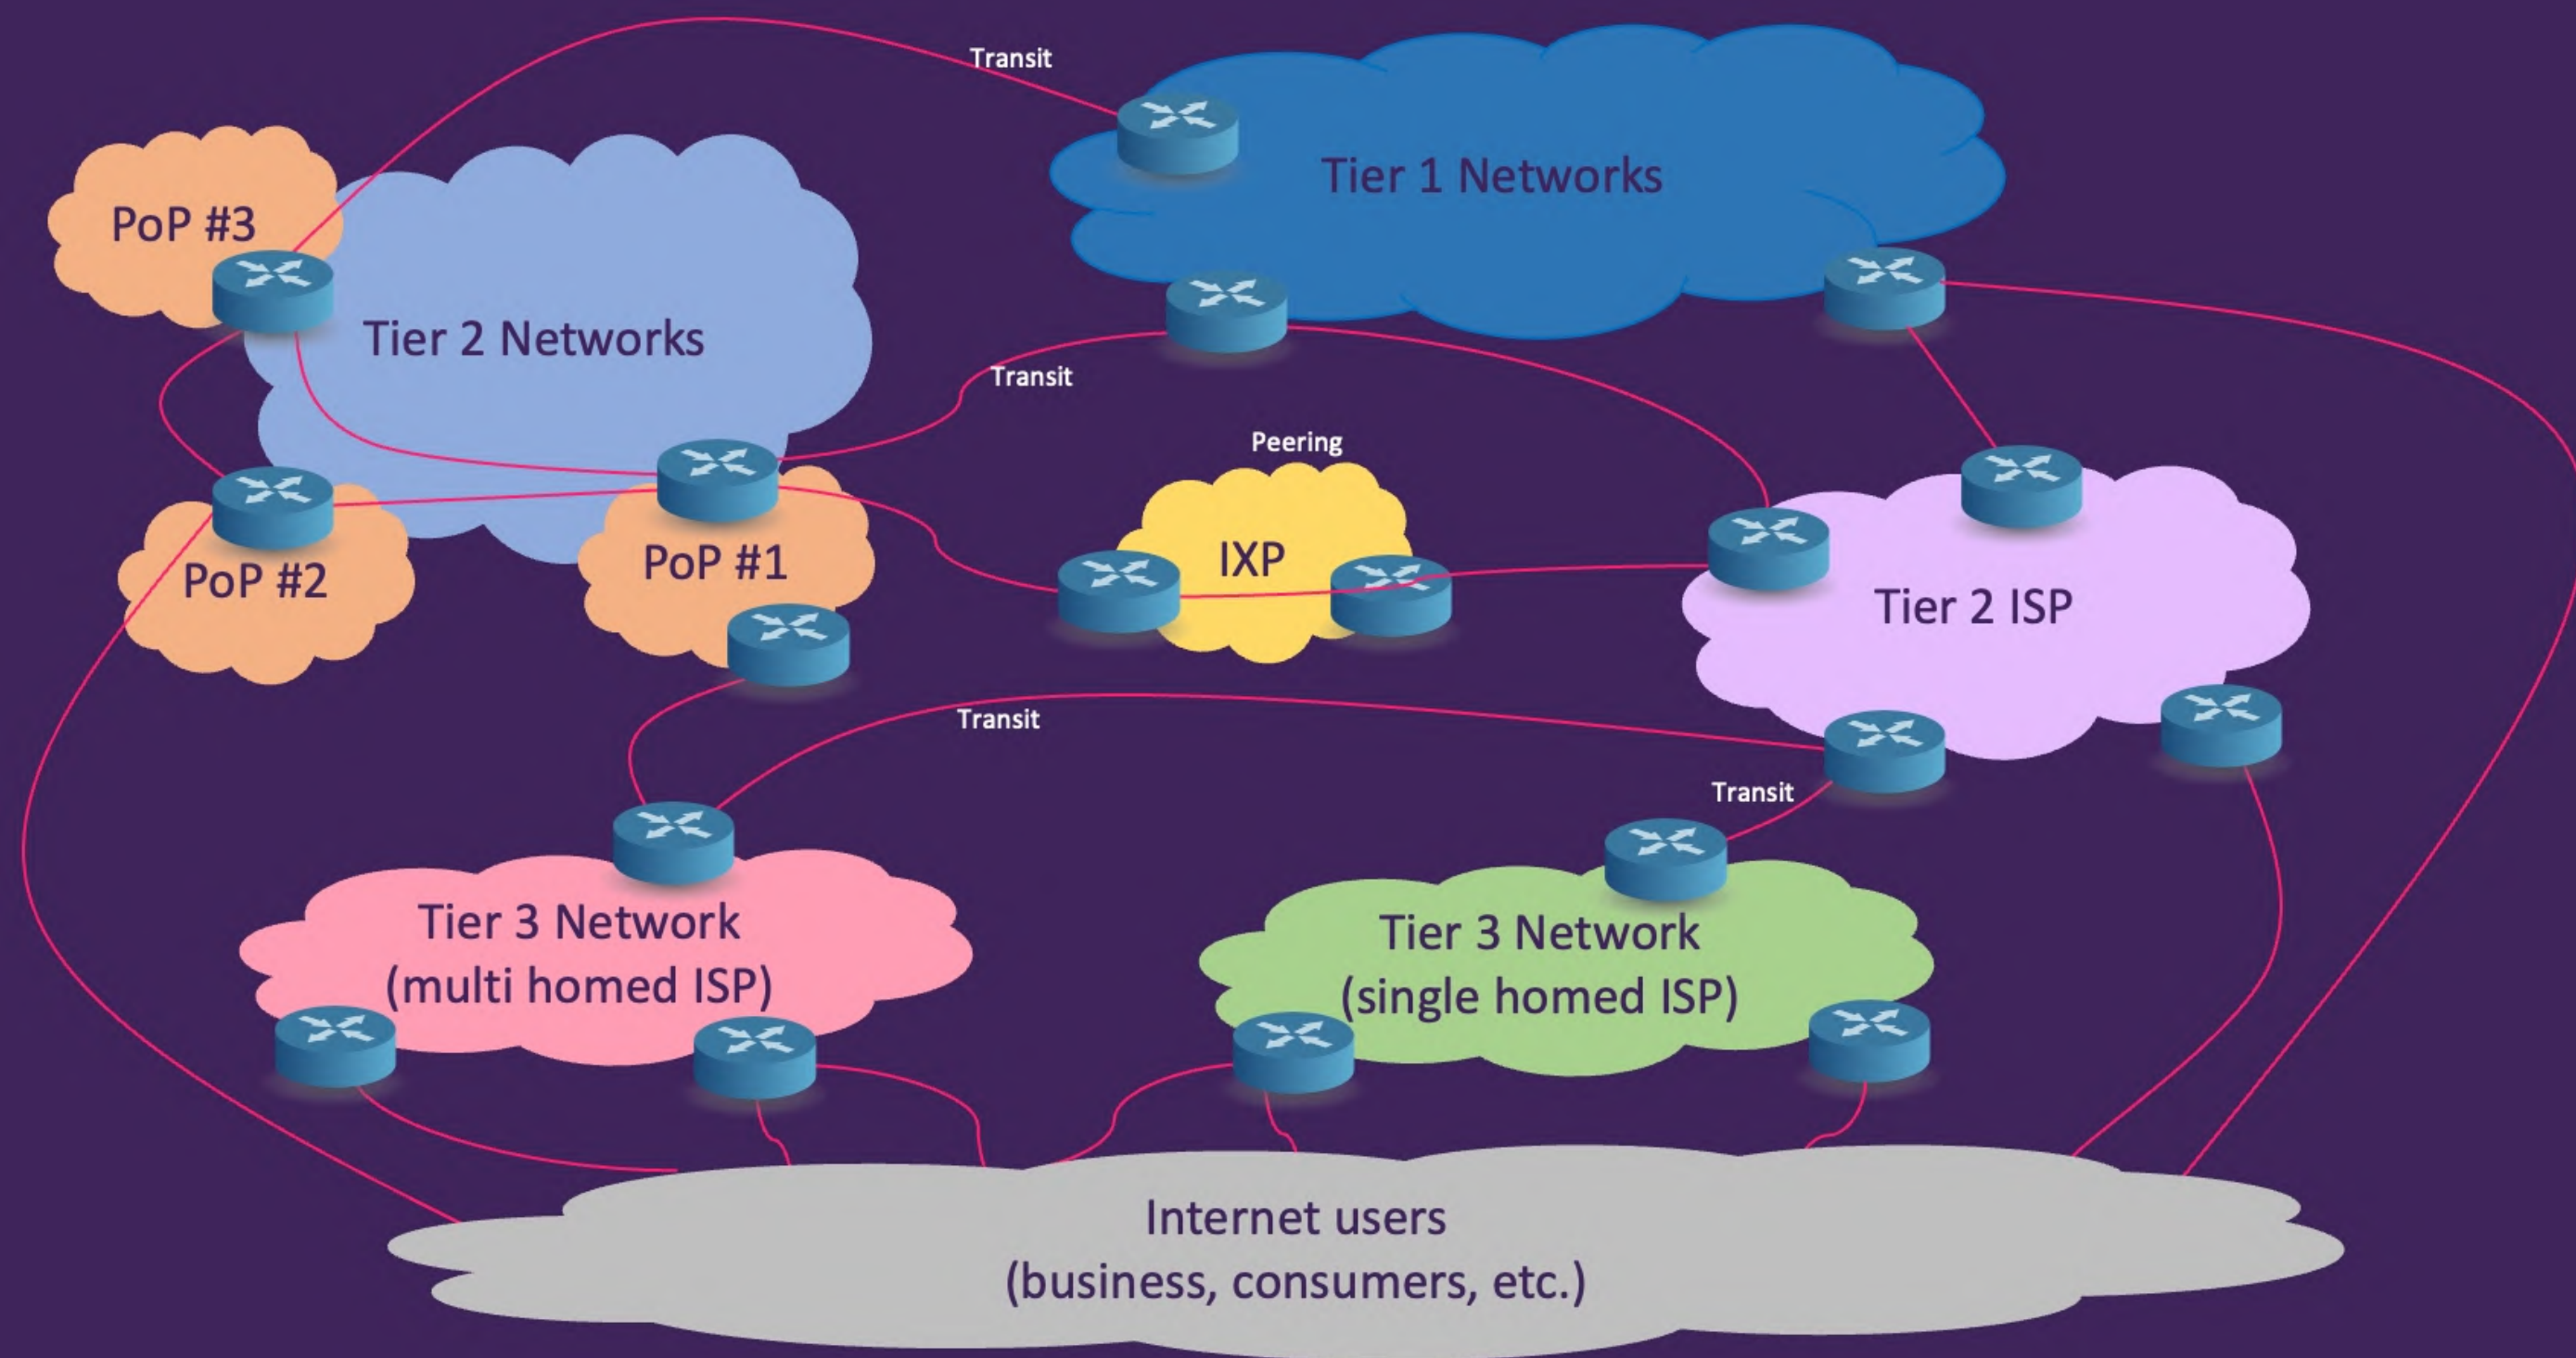 Transit
Tier 1 Networks
PoP #3
Tier 2 Networks
Transit
Peering
IXP
PoP #1
PoP #2
Tier 2 ISP
Transit
Transit
Tier 3 Network
(multi homed ISP)
Tier 3 Network
(single homed ISP)
Internet users
(business, consumers, etc.)